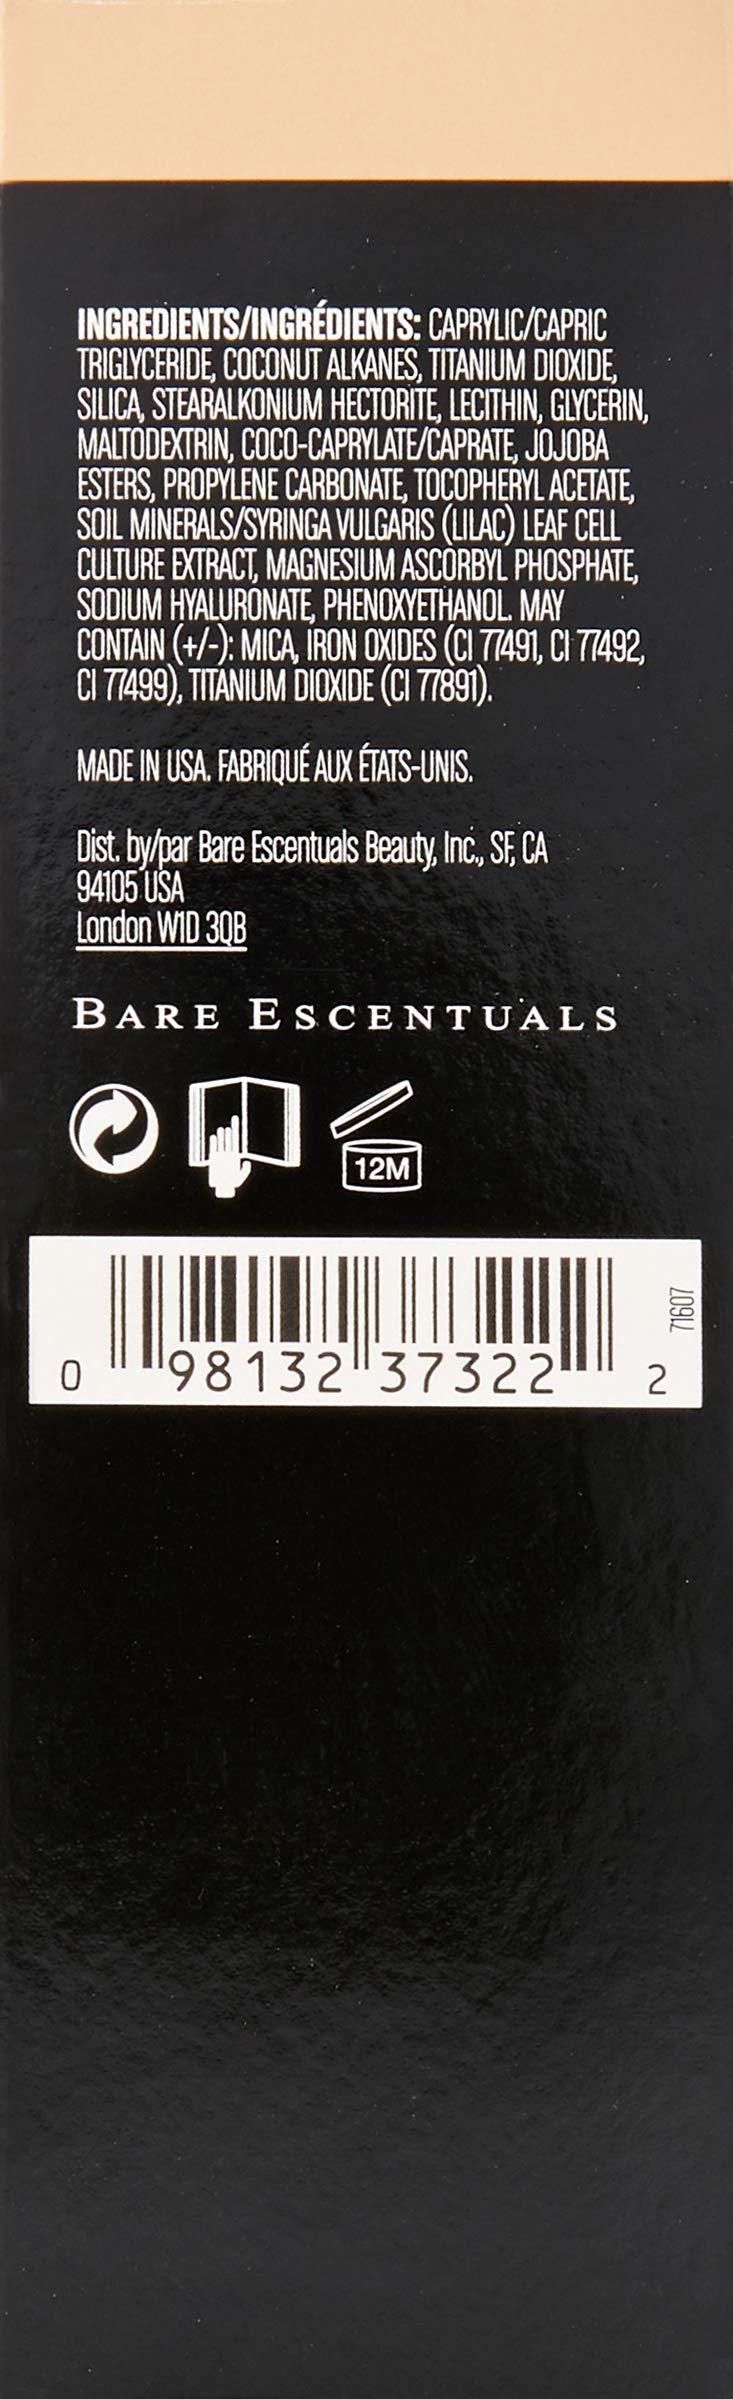 INGREDIENTS/INGRÉDIENTS: CAPRYLIC/CAPRIC
TRIGLYCERIDE, COCONUT ALKANES, TITANIUM DIOXIDE,
SILICA, STEARALKONIUM HECTORITE, LECITHIN, GLYCERIN,
MALTODEXTRIN, COCO-CAPRYLATE/CAPRATE, JOJOBA
ESTERS, PROPYLENE CARBONATE, TOCOPHERYL ACETATE,
SOIL MINERALS/SYRINGA VULGARIS (LILAC) LEAF CELL
CULTURE EXTRACT, MAGNESIUM ASCORBYL PHOSPHATE,
SODIUM HYALURONATE, PHENOXYETHANOL. MAY
CONTAIN (+/-): MICA, IRON OXIDES (CI 77491, CI 77492,
CI 77499), TITANIUM DIOXIDE (CI 77891).
MADE IN USA. FABRIQUÉ AUX ÉTATS-UNIS.
Dist. by/par Bare Escentuals Beauty, Inc., SF, CA
94105 USA
London W1D 3QB
BARE ESCENTUALS
12M
71607
0 98132 37322 2